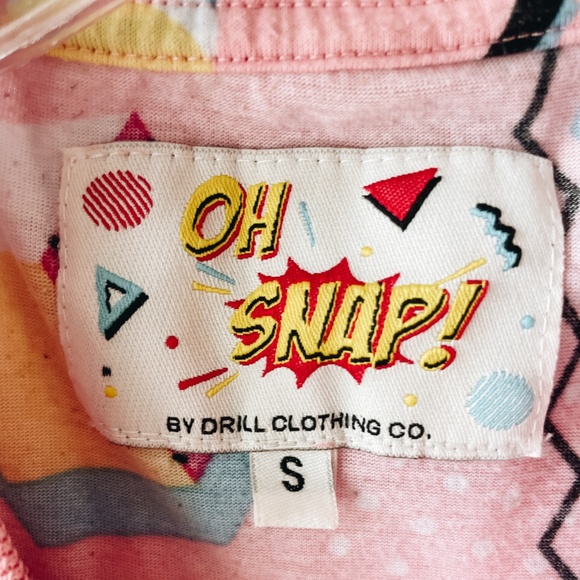 OH
SNAP!
BY DRILL CLOTHING CO.
S